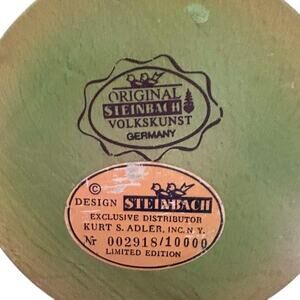 ORIGINAL
STEINBACH
VOLKSKUNST
GERMANY
©
DESIGN STEINBACH
EXCLUSIVE DISTRIBUTOR
KURT S. ADLER, INC. N.Y.
Nr 002918/10000
LIMITED EDITION